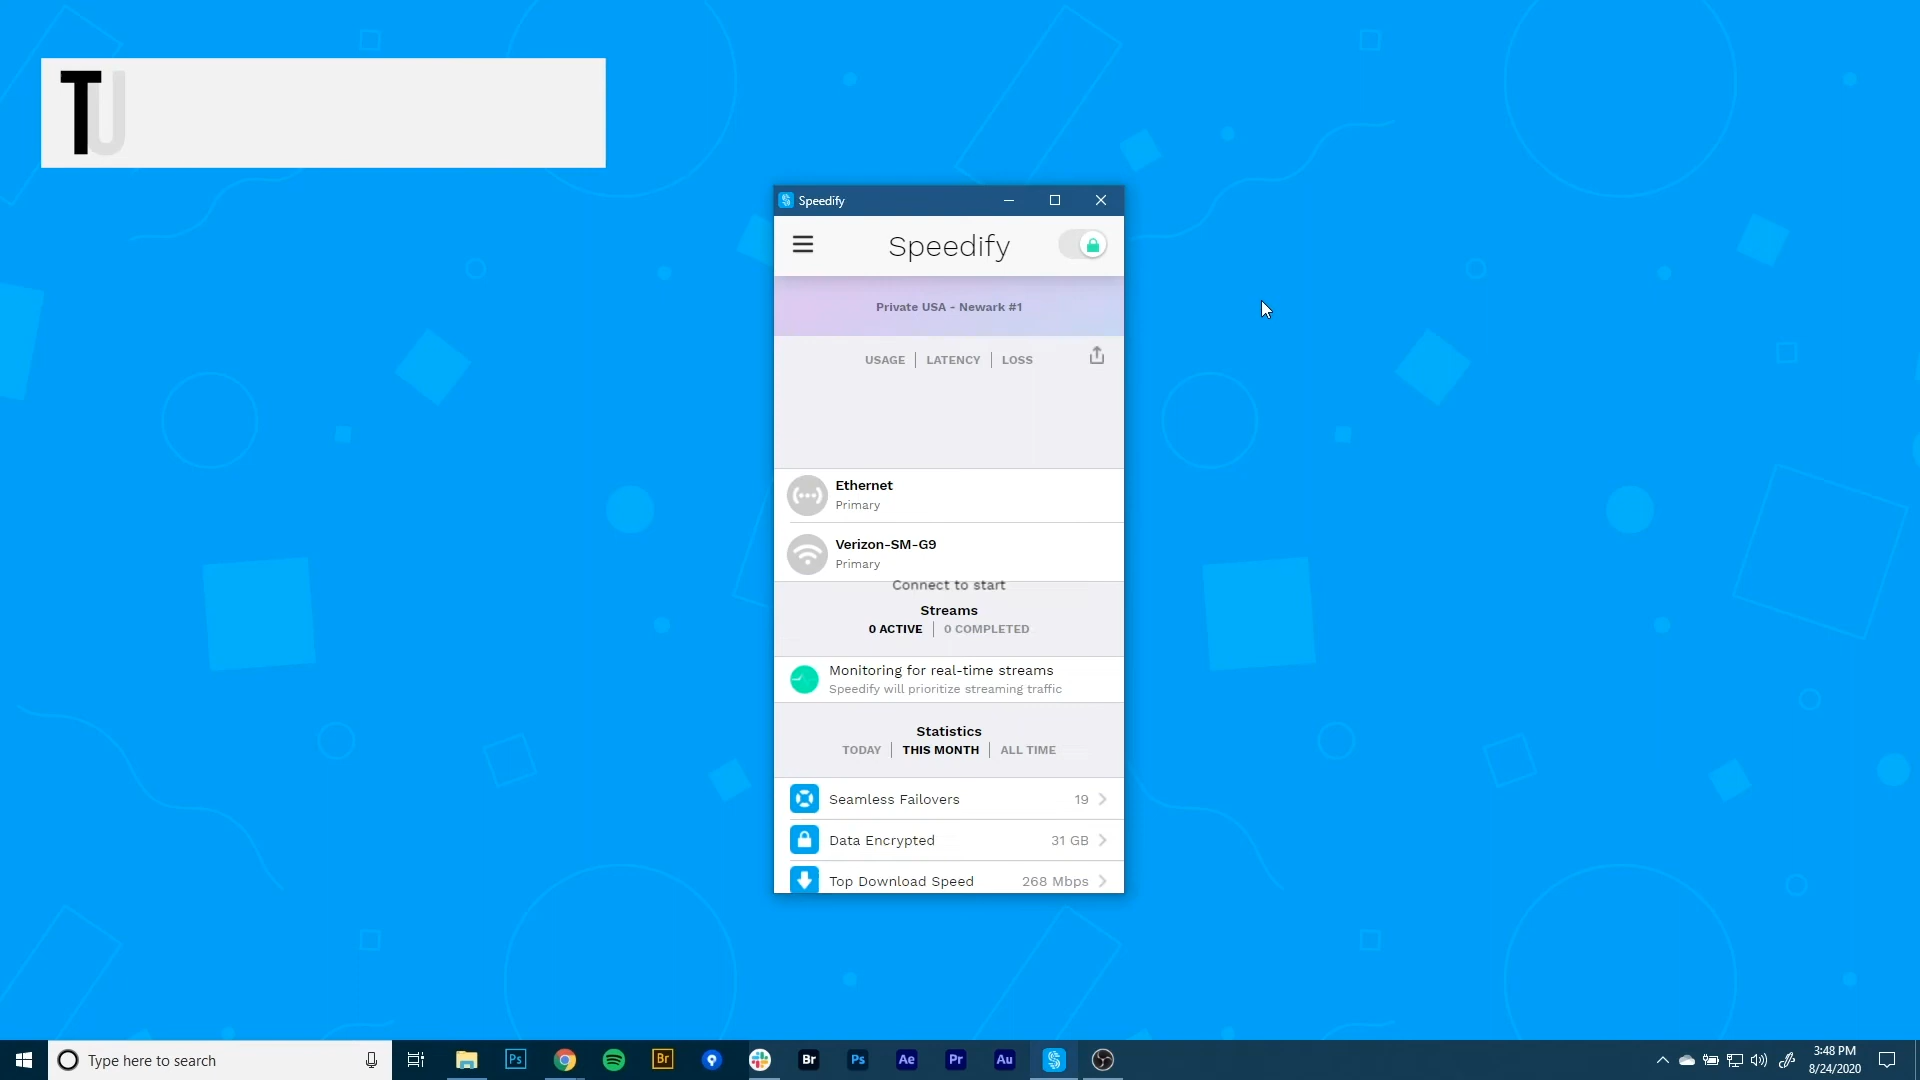 TU
Speedify
Speedify
Private USA - Newark #1
USAGE LATENCY LOSS
Ethernet
Primary
Verizon-SM-G9
Primary
Connect to start
Streams
0 ACTIVE 0 COMPLETED
Monitoring for real-time streams
Speedify will prioritize streaming traffic
Statistics
TODAY THIS MONTH ALL TIME
Seamless Failovers 19
Data Encrypted 31 GB
Top Download Speed 268 Mbps
Type here to search
Ps
Br
Br
Ps
Ae
Pr
Au
3:48 PM
8/24/2020